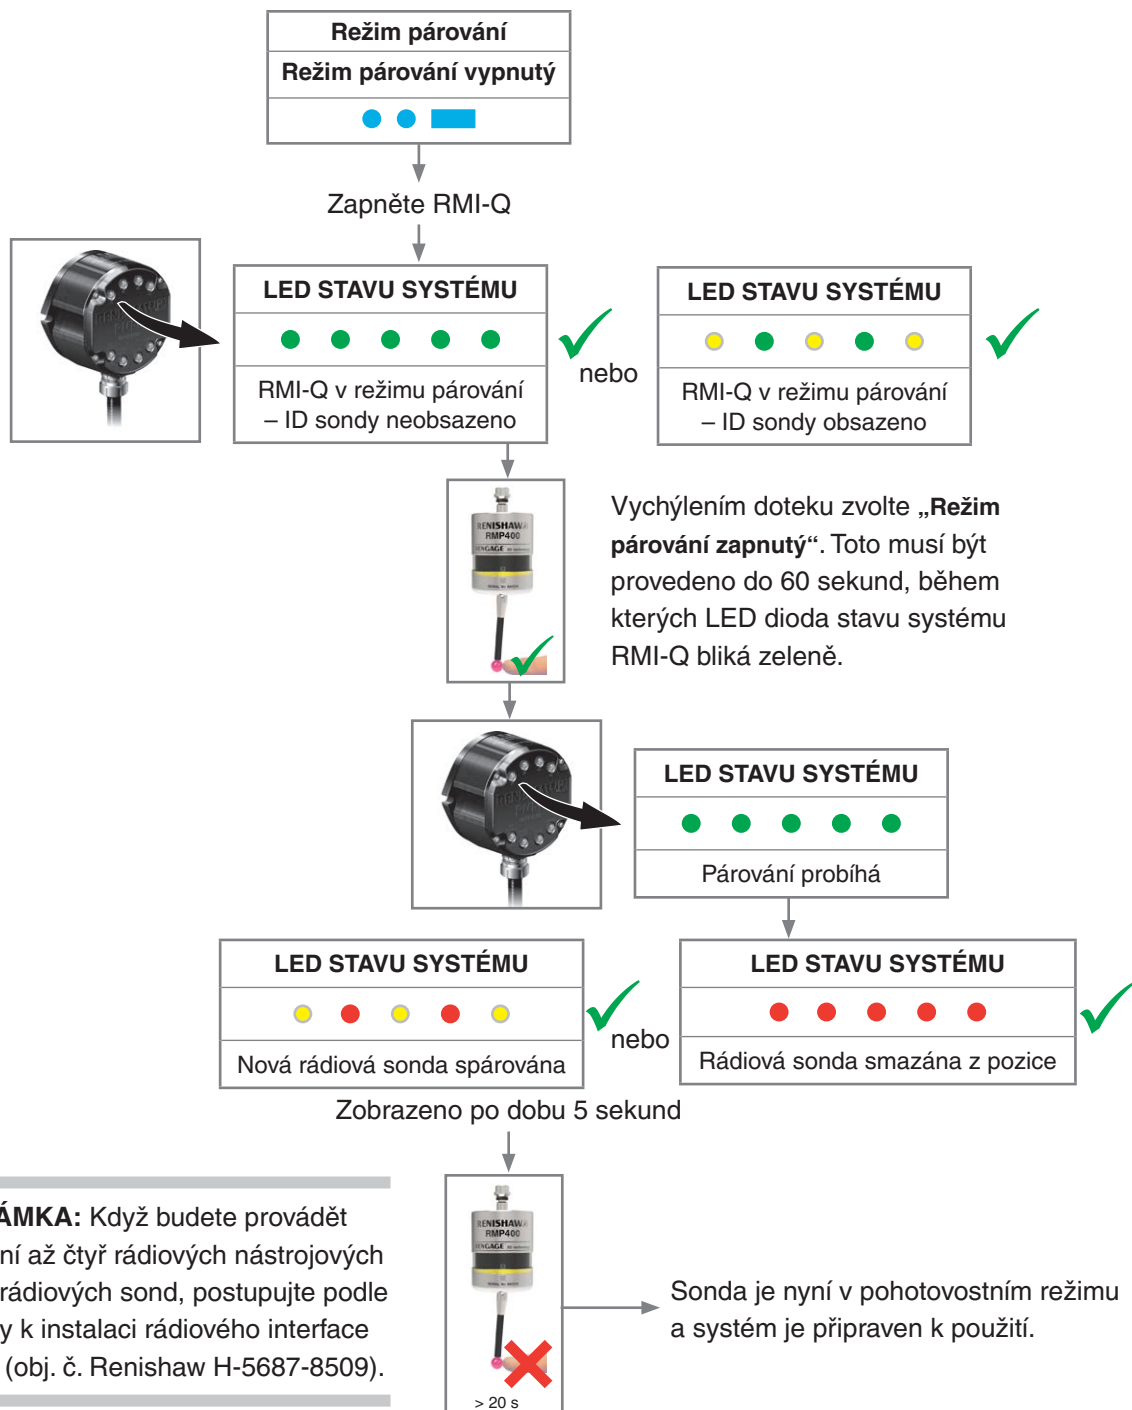 Režim párování
Režim párování vypnutý
Zapněte RMI-Q
LED STAVU SYSTÉMU
RMI-Q v režimu párování
– ID sondy neobsazeno
nebo
LED STAVU SYSTÉMU
RMI-Q v režimu párování
– ID sondy obsazeno
RENISHAW
RMP400
RENGAGE
Vychýlením doteku zvolte „Režim
párování zapnutý“. Toto musí být
provedeno do 60 sekund, během
kterých LED dioda stavu systému
RMI-Q bliká zeleně.
LED STAVU SYSTÉMU
Párování probíhá
LED STAVU SYSTÉMU
Nová rádiová sonda spárována
nebo
LED STAVU SYSTÉMU
Rádiová sonda smazána z pozice
Zobrazeno po dobu 5 sekund
ÁMKA: Když budete provádět
ní až čtyř rádiových nástrojových
rádiových sond, postupujte podle
y k instalaci rádiového interface
(obj. č. Renishaw H-5687-8509).
RENISHAW
RMP400
RENGAGE
> 20 s
Sonda je nyní v pohotovostním režimu
a systém je připraven k použití.